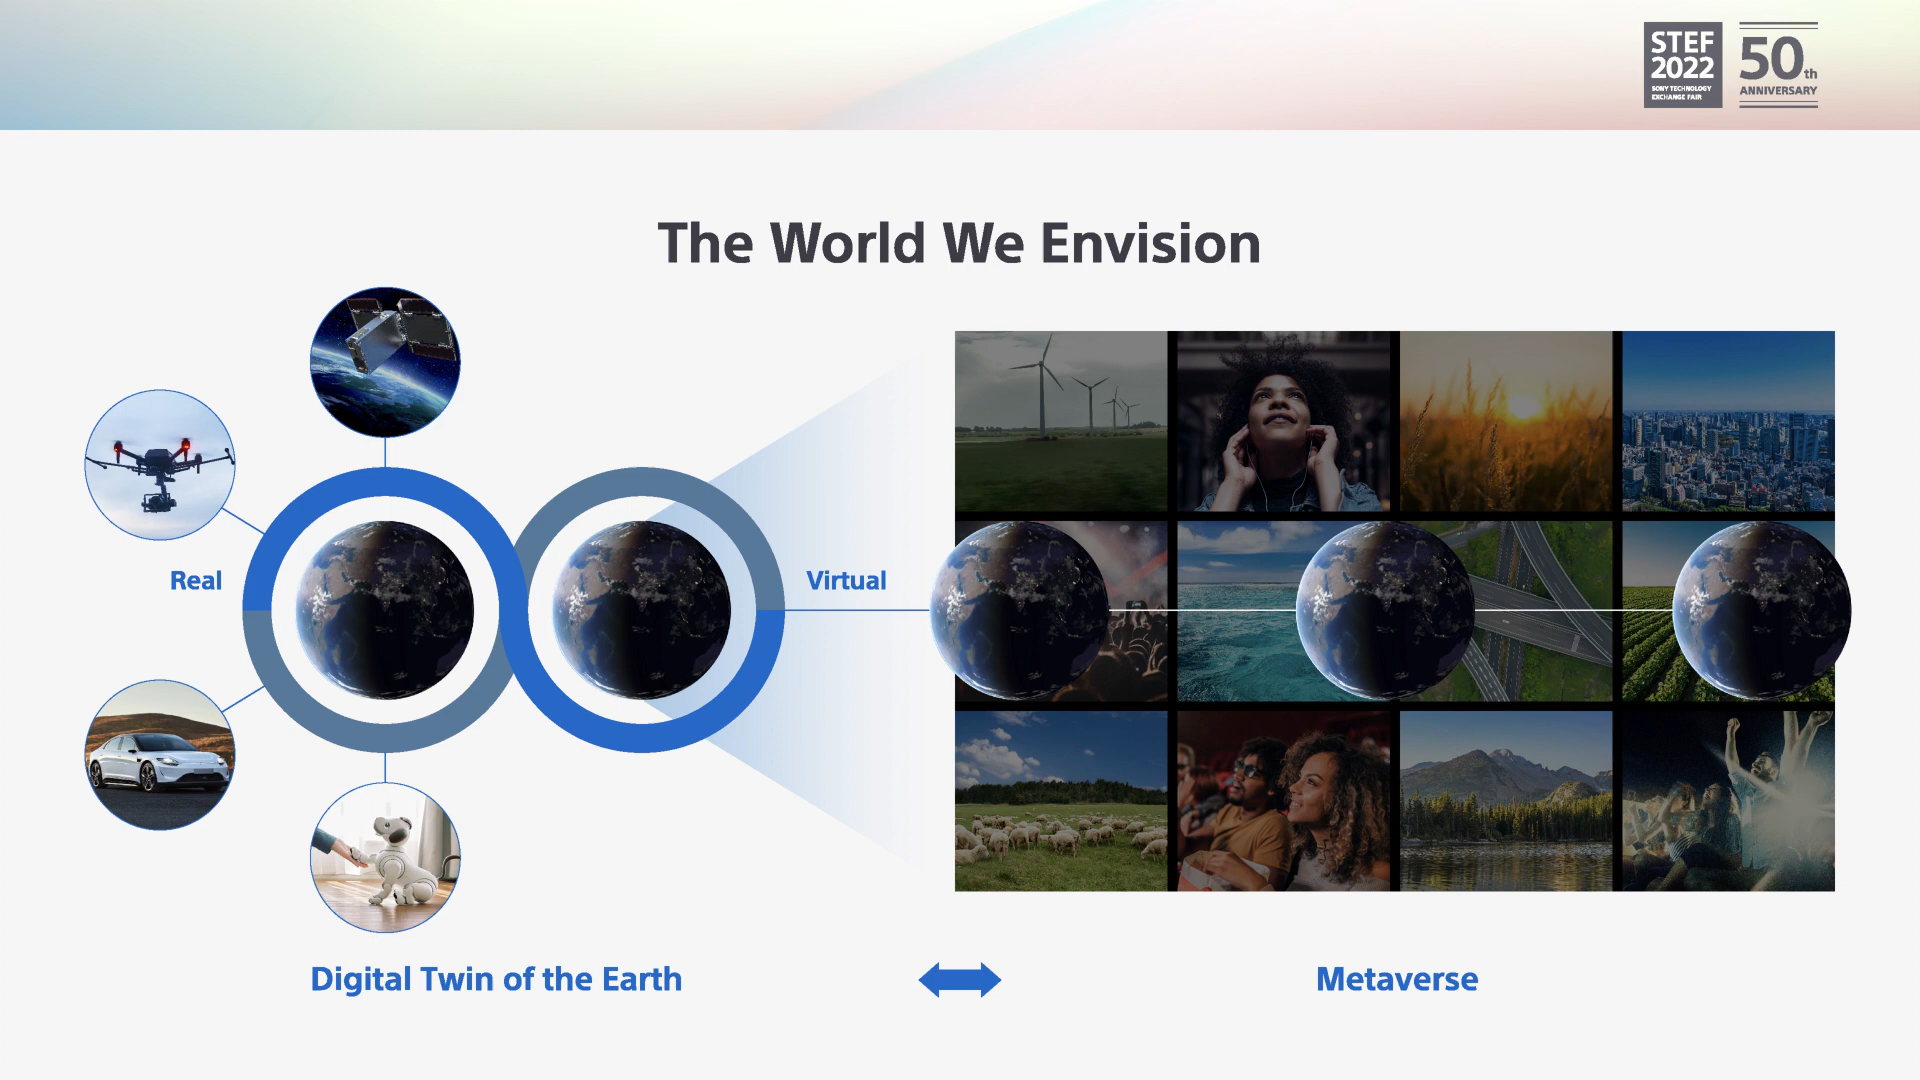 STEF
2022
SONY TECHNOLOGY
EXCHANGE FAIR
50th
ANNIVERSARY
The World We Envision
Real
Virtual
Digital Twin of the Earth
Metaverse